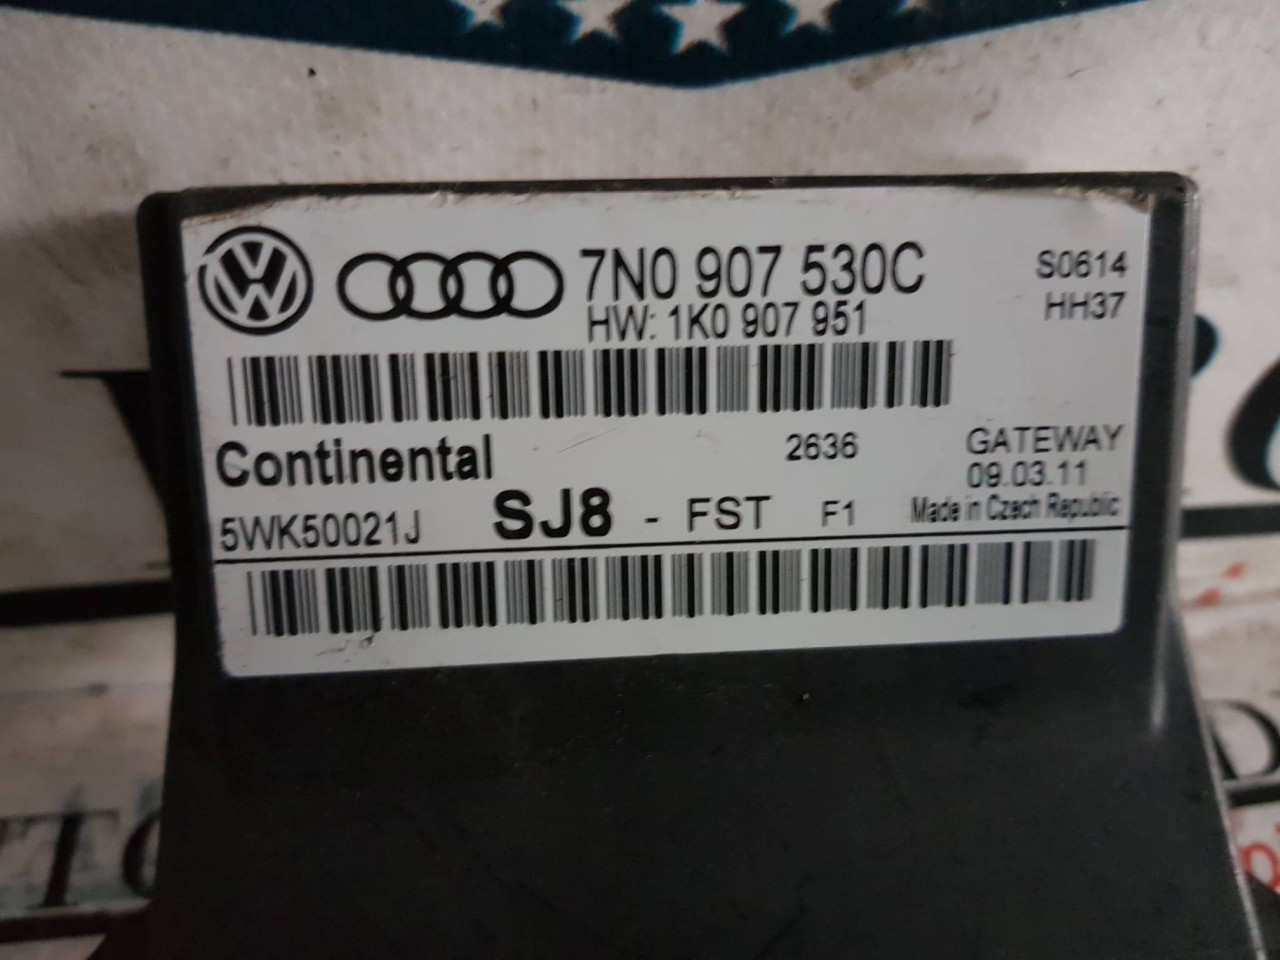 7N0 907 530C
HW: 1K0 907 951
S0614
HH37
Continental
2636
GATEWAY
09.03.11
5WK50021J
SJ8 - FST F1
Made in Czech Republic